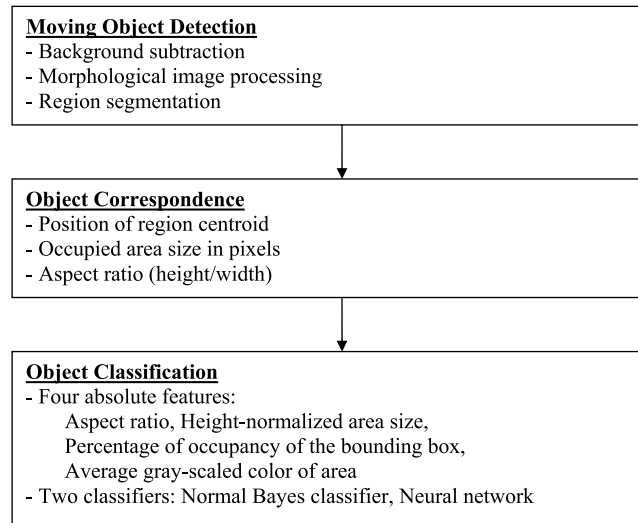 Moving Object Detection
- Background subtraction
- Morphological image processing
- Region segmentation
Object Correspondence
- Position of region centroid
- Occupied area size in pixels
- Aspect ratio (height/width)
Object Classification
- Four absolute features:
Aspect ratio, Height-normalized area size,
Percentage of occupancy of the bounding box,
Average gray-scaled color of area
- Two classifiers: Normal Bayes classifier, Neural network